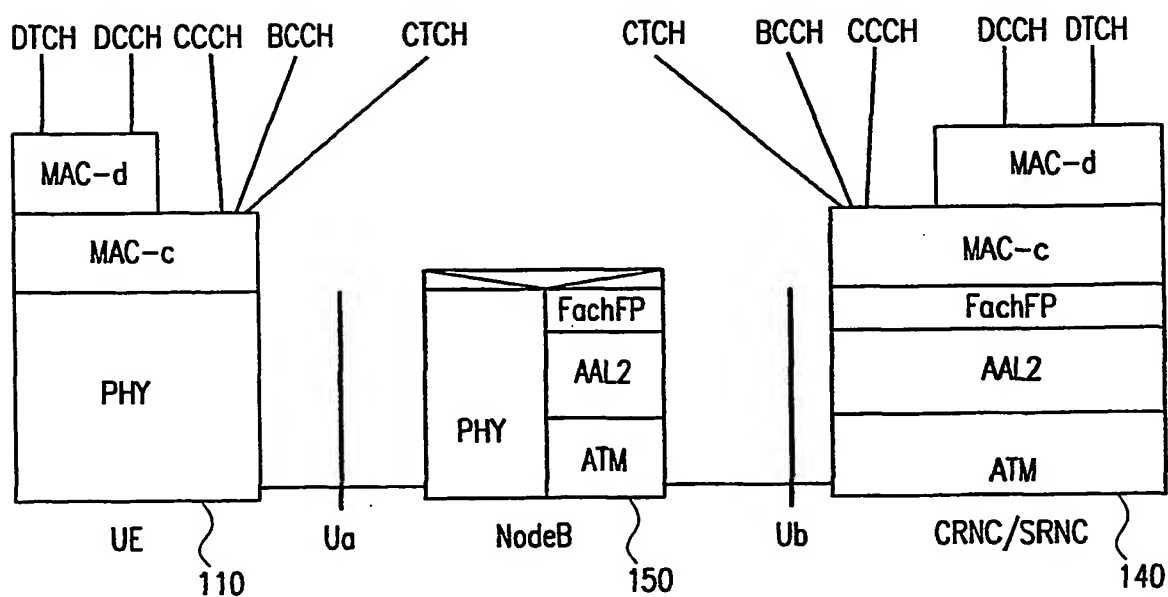 DTCH DCCH CCCH BCCH CTCH CTCH BCCH CCCH DCCH DTCH
MAC-d MAC-d
MAC-c MAC-c
FachFP FachFP
PHY AAL2 AAL2
PHY
ATM ATM
UE Ua NodeB Ub CRNC/SRNC
110 150 140